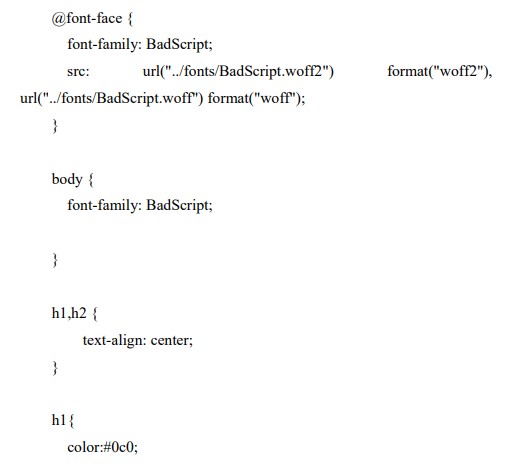 @font-face {
font-family: BadScript;
src: url("../fonts/BadScript.woff2") format("woff2"),
url("../fonts/BadScript.woff") format("woff");
}
body {
font-family: BadScript;
}
h1,h2 {
text-align: center;
}
h1{
color:#0c0;